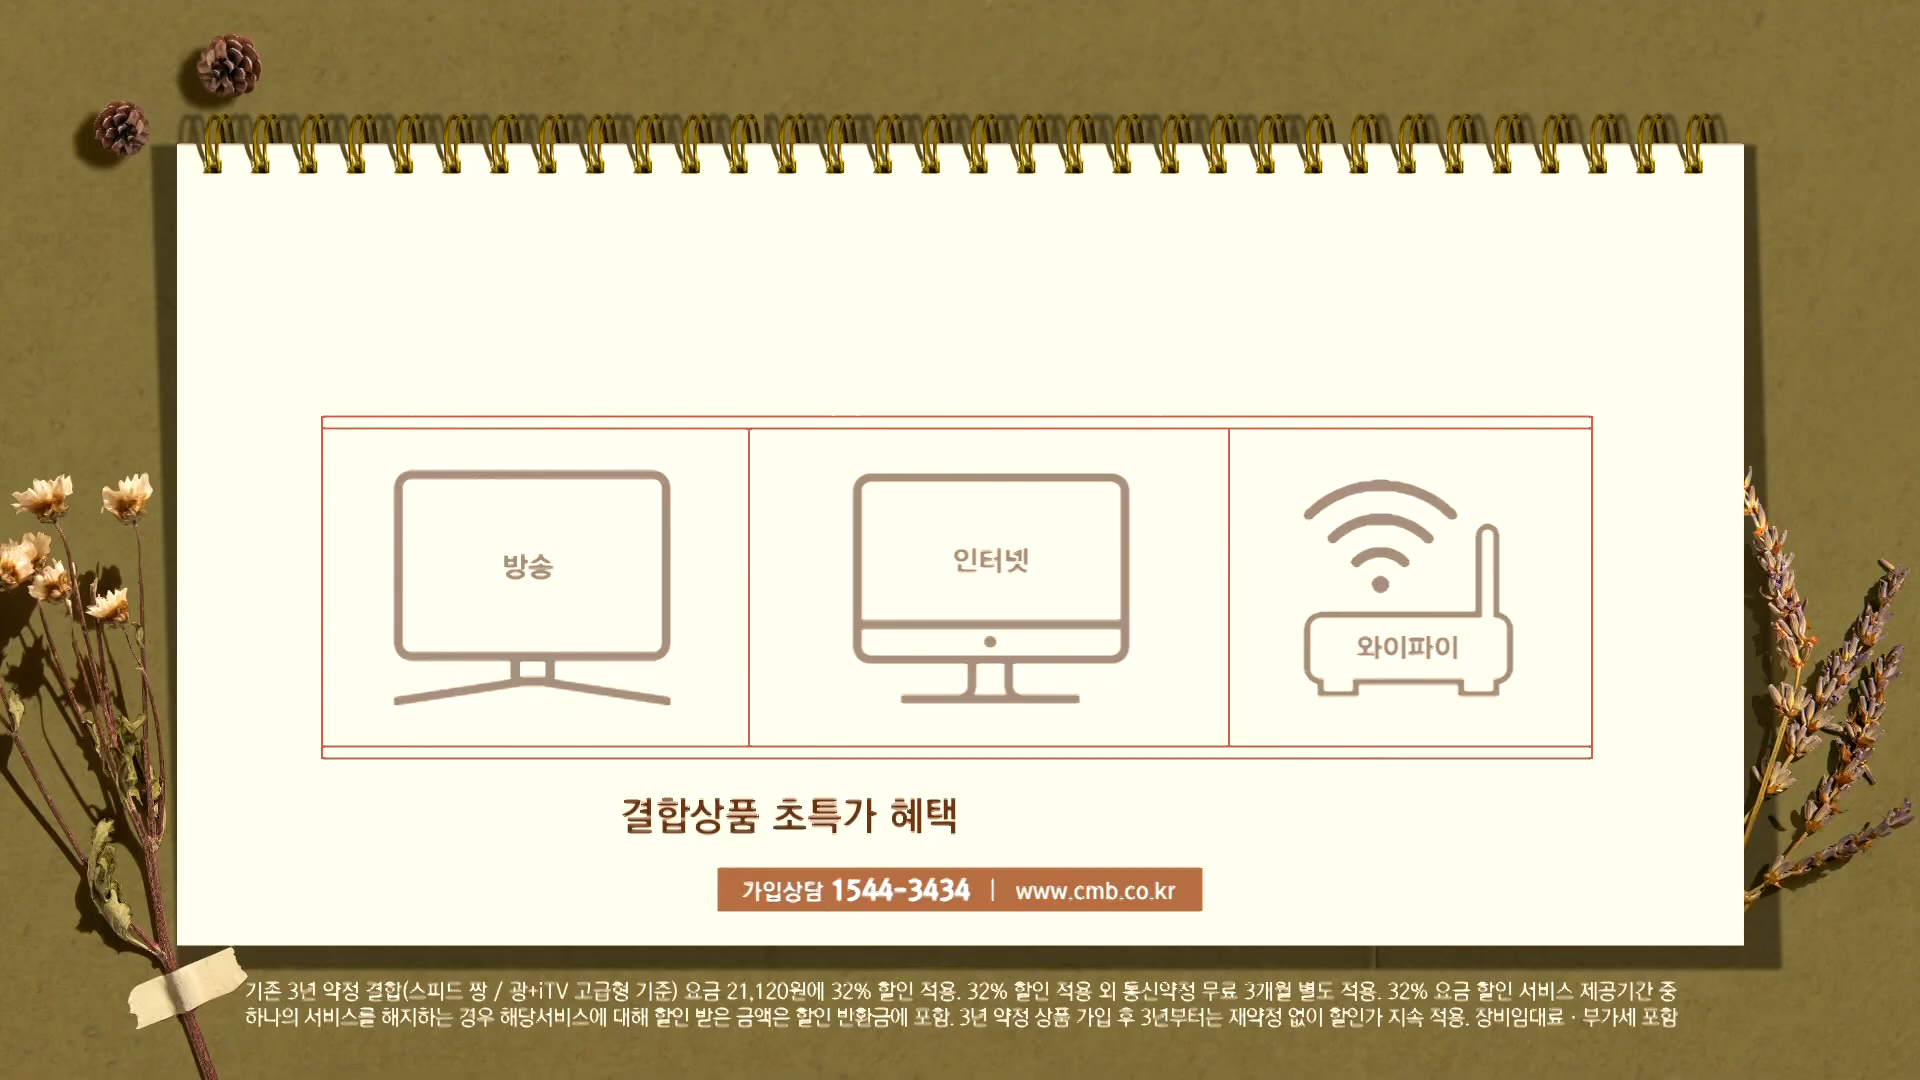 방송
인터넷
와이파이
결합상품 초특가 혜택
가입상담 1544-3434 | www.cmb.co.kr
기존 3년 약정 결합(스피드 쌍 / 광+iTV 고급형 기준) 요금 21,120원에 32% 할인 적용. 32% 할인 적용 외 통신약정 무료 3개월 별도 적용. 32% 요금 할인 서비스 제공기간 중
하나의 서비스를 해지하는 경우 해당서비스에 대해 할인 받은 금액은 할인 반환금에 포함. 3년 약정 상품 가입 후 3년부터는 재약정 없이 할인가 지속 적용. 장비임대료 · 부가세 포함